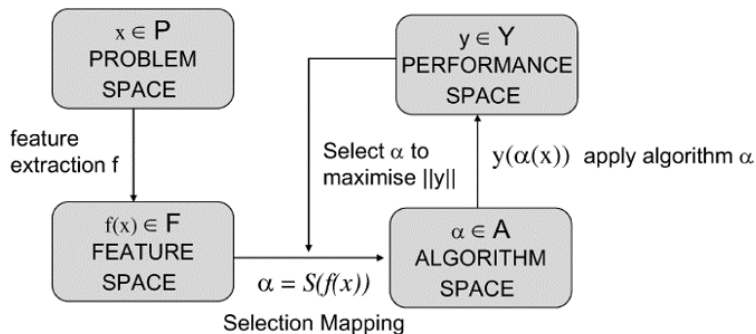 x ∈ P
PROBLEM
SPACE
y ∈ Y
PERFORMANCE
SPACE
feature
extraction f
Select α to
maximise ||y||
y(α(x)) apply algorithm α
f(x) ∈ F
FEATURE
SPACE
α = S(f(x))
Selection Mapping
α ∈ A
ALGORITHM
SPACE